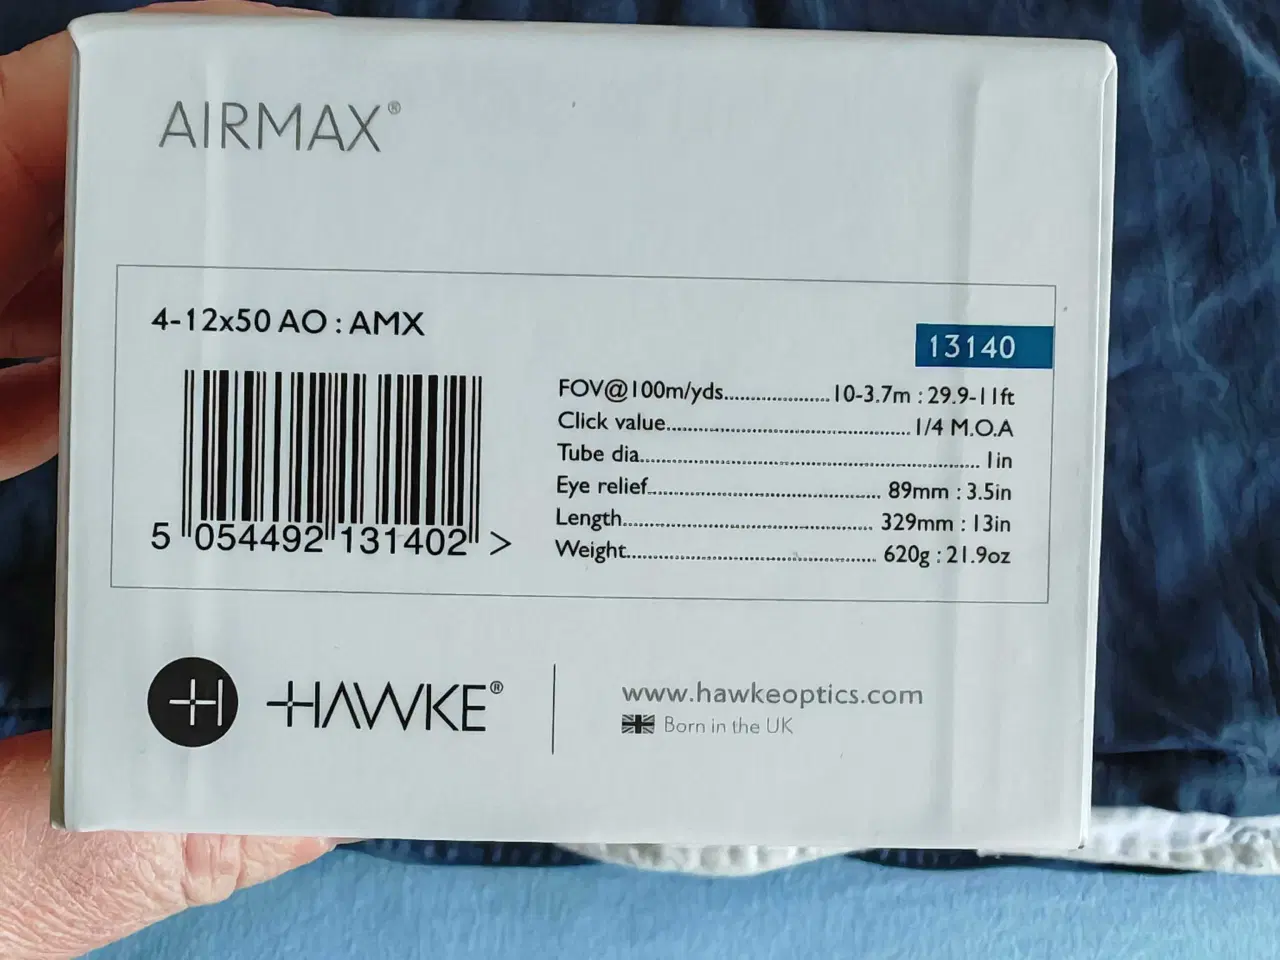 AIRMAX®
4-12x50 AO : AMX
13140
FOV@100m/yds.....................10-3.7m : 29.9-11ft
Click value.................................................1/4 M.O.A
Tube dia.....................................................................1in
Eye relief...............................................89mm : 3.5in
Length..................................................329mm : 13in
Weight..................................................620g : 21.9oz
5 054492 131402 >
HAWKE®
www.hawkeoptics.com
Born in the UK